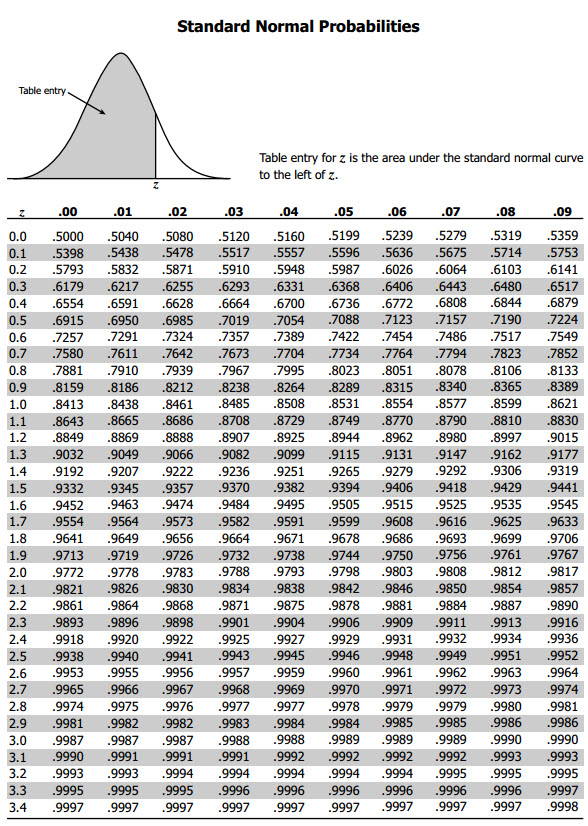 Standard Normal Probabilities
Table entry
z
Table entry for z is the area under the standard normal curve
to the left of z.
z .00 .01 .02 .03 .04 .05 .06 .07 .08 .09
0.0 .5000 .5040 .5080 .5120 .5160 .5199 .5239 .5279 .5319 .5359
0.1 .5398 .5438 .5478 .5517 .5557 .5596 .5636 .5675 .5714 .5753
0.2 .5793 .5832 .5871 .5910 .5948 .5987 .6026 .6064 .6103 .6141
0.3 .6179 .6217 .6255 .6293 .6331 .6368 .6406 .6443 .6480 .6517
0.4 .6554 .6591 .6628 .6664 .6700 .6736 .6772 .6808 .6844 .6879
0.5 .6915 .6950 .6985 .7019 .7054 .7088 .7123 .7157 .7190 .7224
0.6 .7257 .7291 .7324 .7357 .7389 .7422 .7454 .7486 .7517 .7549
0.7 .7580 .7611 .7642 .7673 .7704 .7734 .7764 .7794 .7823 .7852
0.8 .7881 .7910 .7939 .7967 .7995 .8023 .8051 .8078 .8106 .8133
0.9 .8159 .8186 .8212 .8238 .8264 .8289 .8315 .8340 .8365 .8389
1.0 .8413 .8438 .8461 .8485 .8508 .8531 .8554 .8577 .8599 .8621
1.1 .8643 .8665 .8686 .8708 .8729 .8749 .8770 .8790 .8810 .8830
1.2 .8849 .8869 .8888 .8907 .8925 .8944 .8962 .8980 .8997 .9015
1.3 .9032 .9049 .9066 .9082 .9099 .9115 .9131 .9147 .9162 .9177
1.4 .9192 .9207 .9222 .9236 .9251 .9265 .9279 .9292 .9306 .9319
1.5 .9332 .9345 .9357 .9370 .9382 .9394 .9406 .9418 .9429 .9441
1.6 .9452 .9463 .9474 .9484 .9495 .9505 .9515 .9525 .9535 .9545
1.7 .9554 .9564 .9573 .9582 .9591 .9599 .9608 .9616 .9625 .9633
1.8 .9641 .9649 .9656 .9664 .9671 .9678 .9686 .9693 .9699 .9706
1.9 .9713 .9719 .9726 .9732 .9738 .9744 .9750 .9756 .9761 .9767
2.0 .9772 .9778 .9783 .9788 .9793 .9798 .9803 .9808 .9812 .9817
2.1 .9821 .9826 .9830 .9834 .9838 .9842 .9846 .9850 .9854 .9857
2.2 .9861 .9864 .9868 .9871 .9875 .9878 .9881 .9884 .9887 .9890
2.3 .9893 .9896 .9898 .9901 .9904 .9906 .9909 .9911 .9913 .9916
2.4 .9918 .9920 .9922 .9925 .9927 .9929 .9931 .9932 .9934 .9936
2.5 .9938 .9940 .9941 .9943 .9945 .9946 .9948 .9949 .9951 .9952
2.6 .9953 .9955 .9956 .9957 .9959 .9960 .9961 .9962 .9963 .9964
2.7 .9965 .9966 .9967 .9968 .9969 .9970 .9971 .9972 .9973 .9974
2.8 .9974 .9975 .9976 .9977 .9977 .9978 .9979 .9979 .9980 .9981
2.9 .9981 .9982 .9982 .9983 .9984 .9984 .9985 .9985 .9986 .9986
3.0 .9987 .9987 .9987 .9988 .9988 .9989 .9989 .9989 .9990 .9990
3.1 .9990 .9991 .9991 .9991 .9992 .9992 .9992 .9992 .9993 .9993
3.2 .9993 .9993 .9994 .9994 .9994 .9994 .9994 .9995 .9995 .9995
3.3 .9995 .9995 .9995 .9996 .9996 .9996 .9996 .9996 .9996 .9997
3.4 .9997 .9997 .9997 .9997 .9997 .9997 .9997 .9997 .9997 .9998